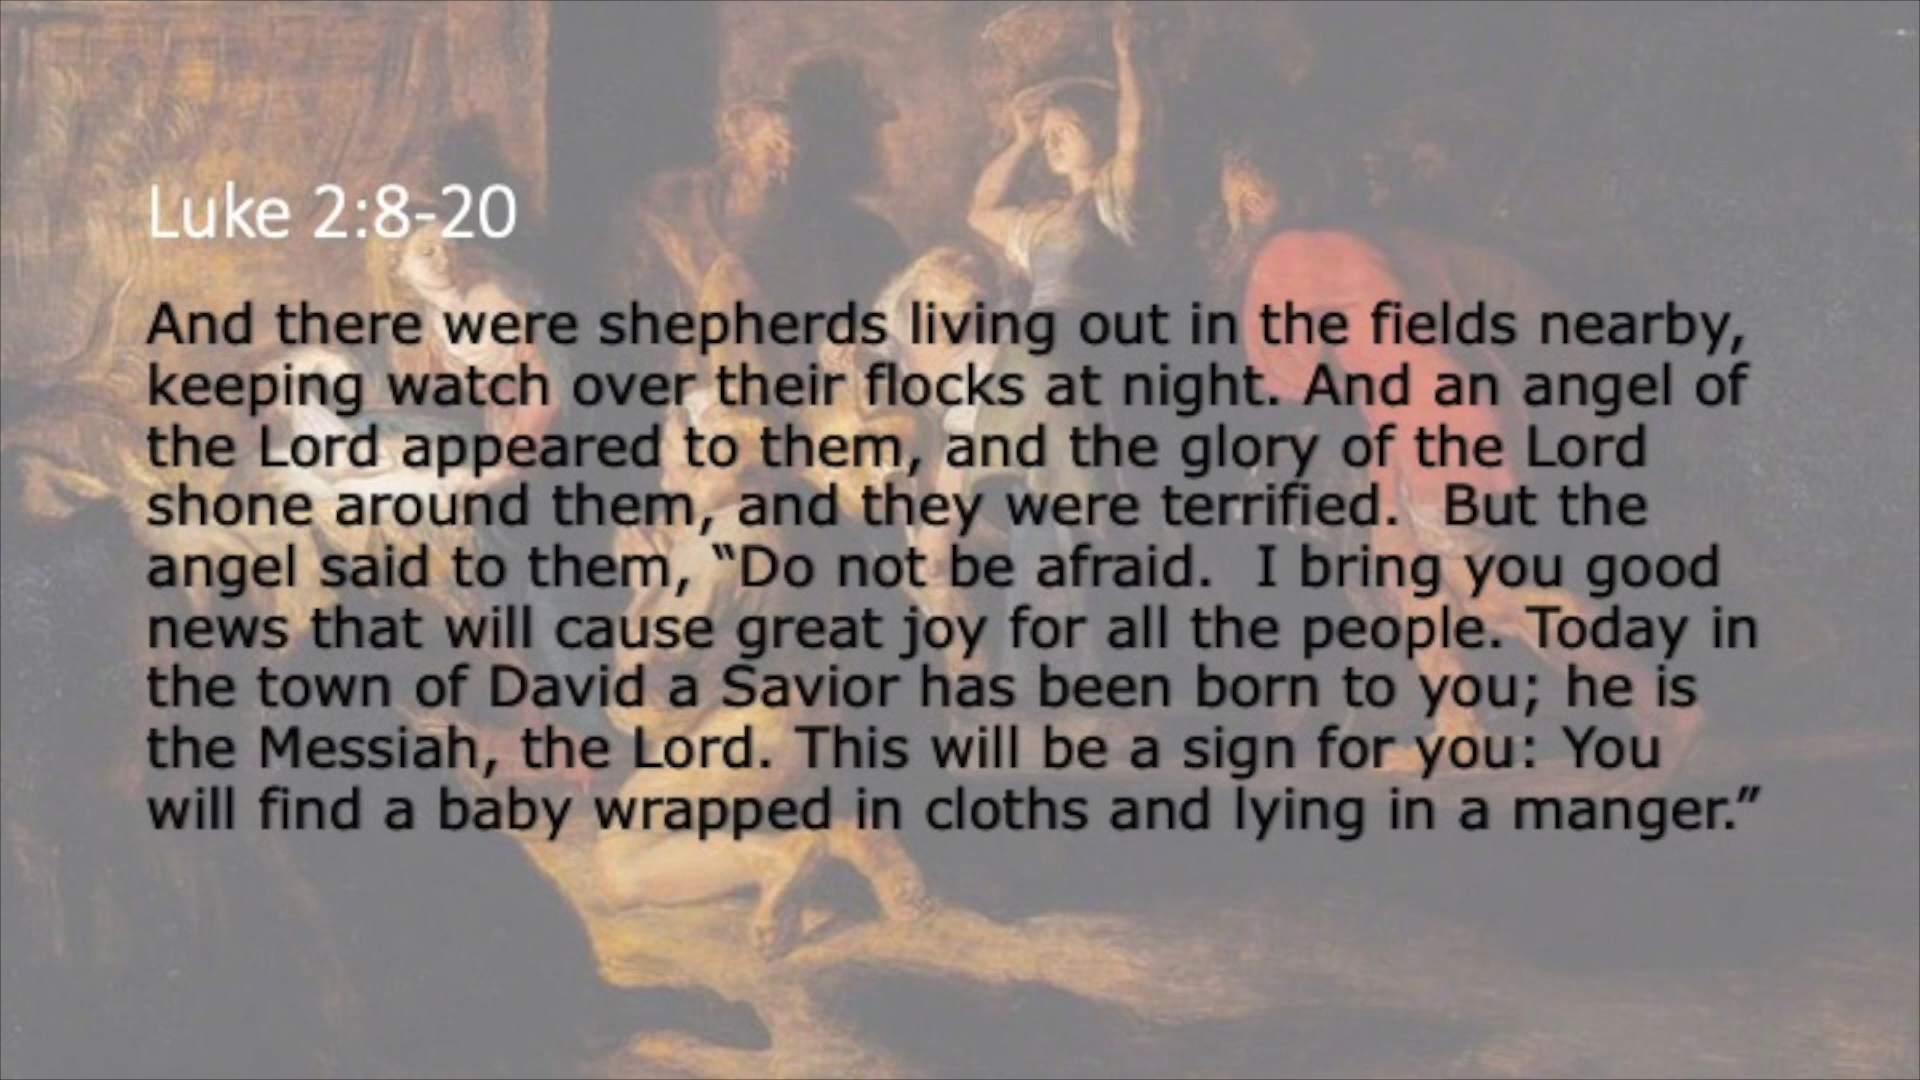 Luke 2:8-20
And there were shepherds living out in the fields nearby,
keeping watch over their flocks at night. And an angel of
the Lord appeared to them, and the glory of the Lord
shone around them, and they were terrified.  But the
angel said to them, “Do not be afraid.  I bring you good
news that will cause great joy for all the people. Today in
the town of David a Savior has been born to you; he is
the Messiah, the Lord. This will be a sign for you: You
will find a baby wrapped in cloths and lying in a manger.”